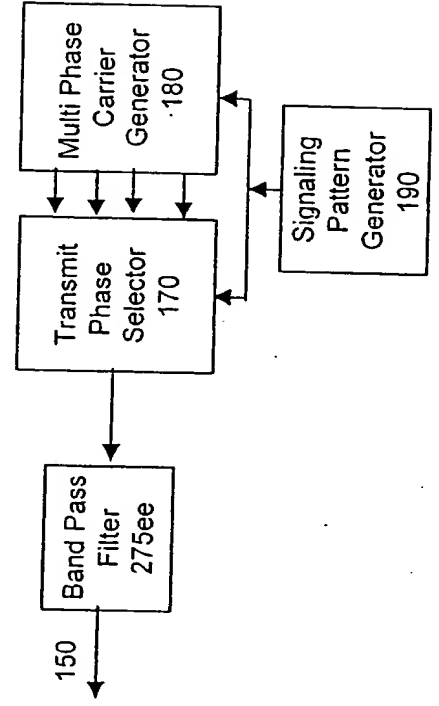 Multi Phase
Carrier
Generator
180
Transmit
Phase
Selector
170
Signaling
Pattern
Generator
190
Band Pass
Filter
275ee
150